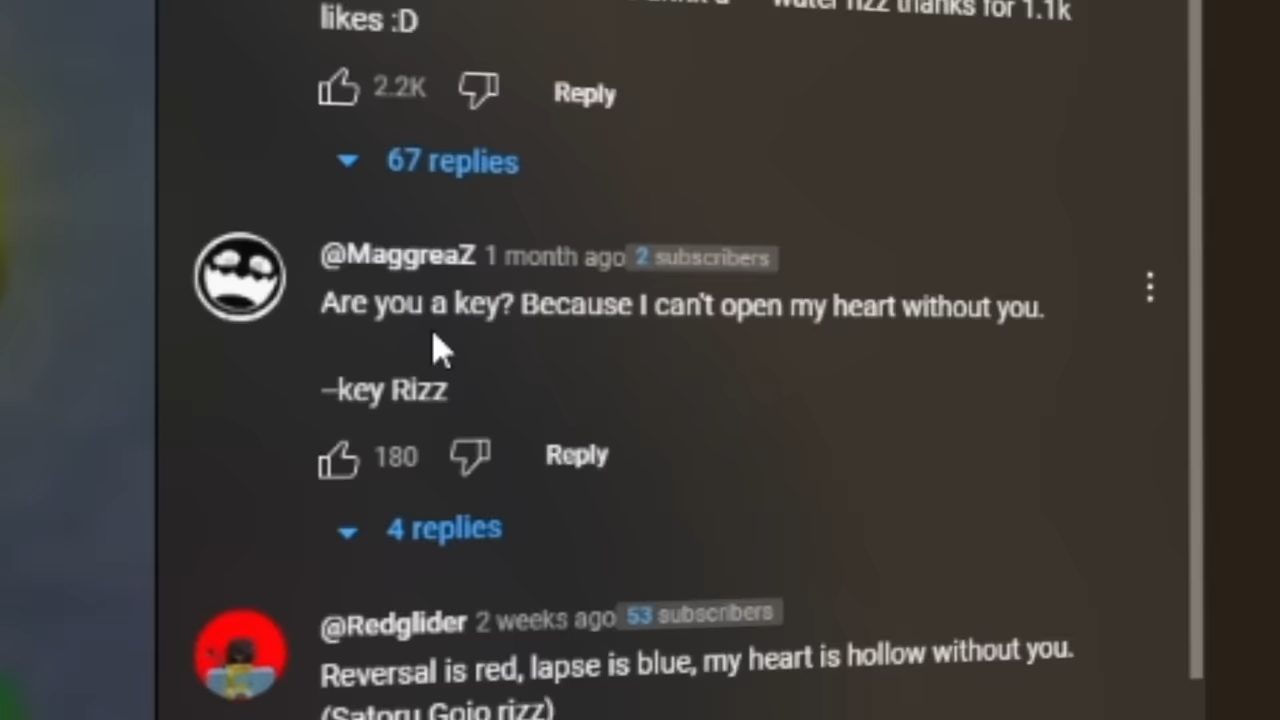 water rizz thanks for 1.1k
likes :D
2.2K Reply
67 replies
@MaggreaZ 1 month ago 2 subscribers
Are you a key? Because I can't open my heart without you.
–key Rizz
180 Reply
4 replies
@Redglider 2 weeks ago 53 subscribers
Reversal is red, lapse is blue, my heart is hollow without you.
(Satoru Gojo rizz)